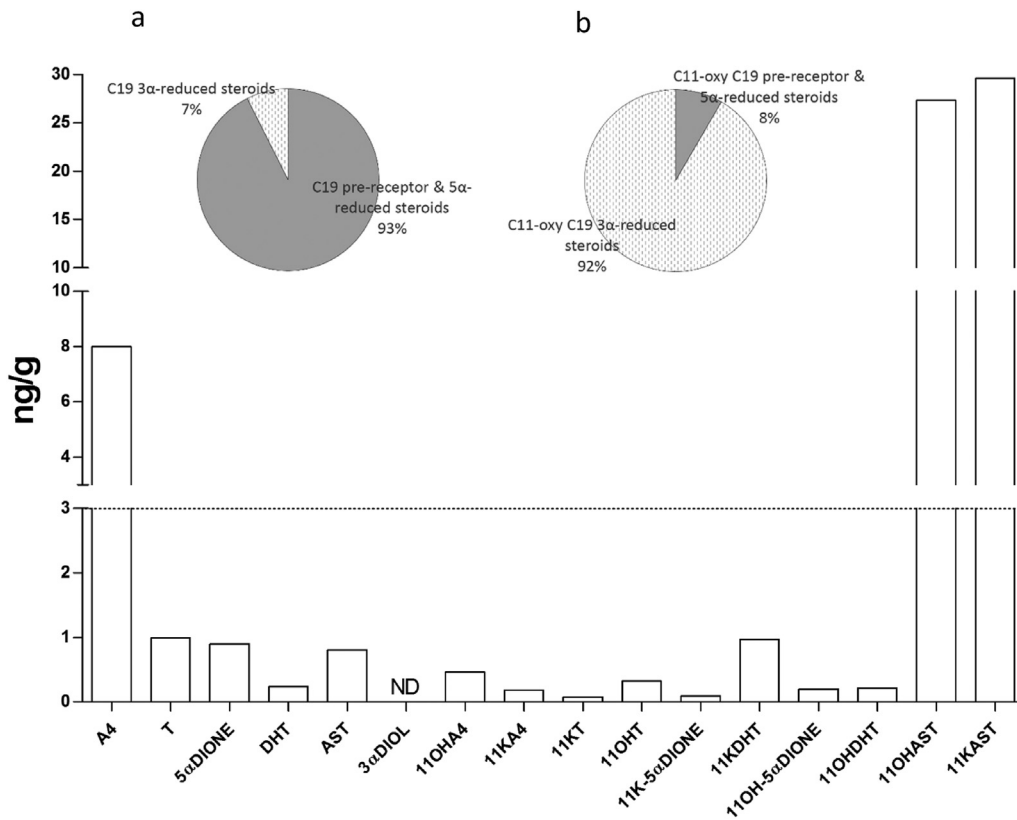 a
b
C19 3α-reduced steroids
7%
C19 pre-receptor & 5α-
reduced steroids
93%
C11-oxy C19 pre-receptor &
5α-reduced steroids
8%
C11-oxy C19 3α-reduced
steroids
92%
ng/g
30
25
20
15
10
10
8
6
4
3
2
1
0
ND
A4
T
5αDIONE
DHT
AST
3αDIOL
11OHA4
11KA4
11KT
11OHT
11K-5αDIONE
11KDHT
11OH-5αDIONE
11OHDHT
11OHAST
11KAST